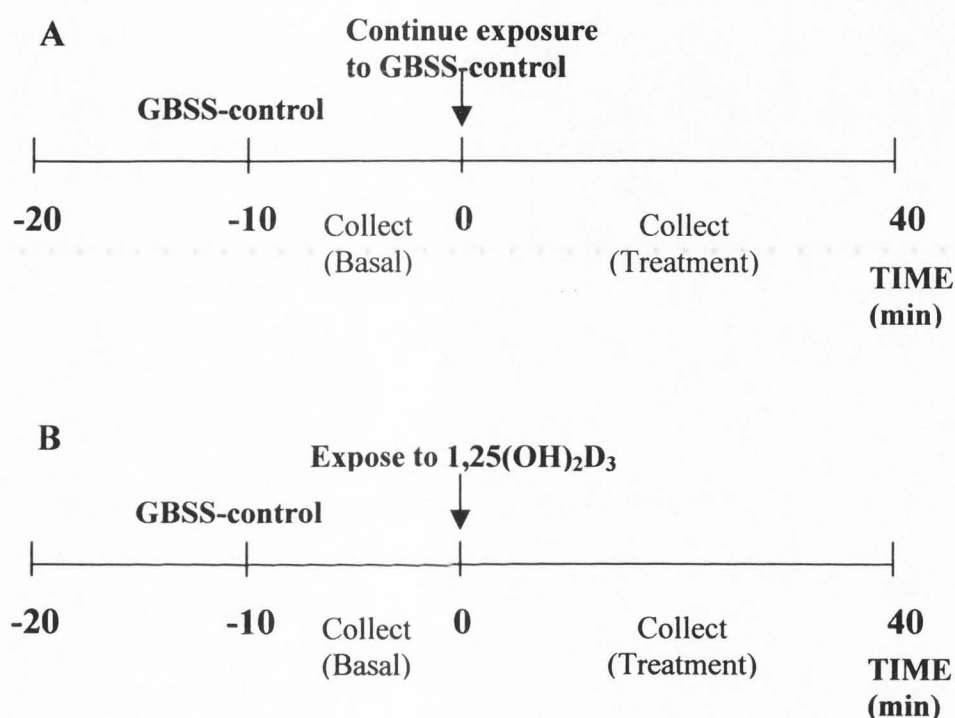 A
Continue exposure
to GBSS-control
GBSS-control
-20 -10 0 40
Collect
(Basal)
Collect
(Treatment)
TIME
(min)
B
Expose to 1,25(OH)₂D₃
GBSS-control
-20 -10 0 40
Collect
(Basal)
Collect
(Treatment)
TIME
(min)